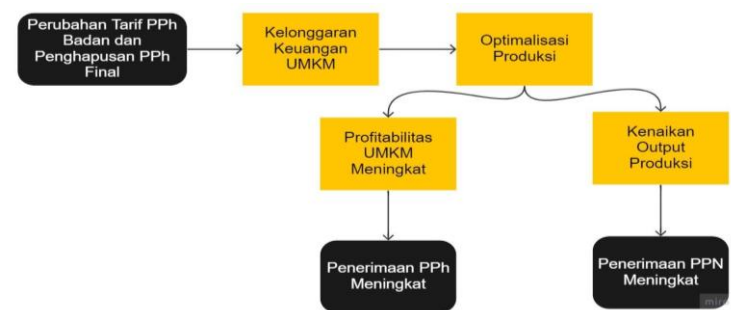 Perubahan Tarif PPh
Badan dan
Penghapusan PPh
Final
Kelonggaran
Keuangan
UMKM
Optimalisasi
Produksi
Profitabilitas
UMKM
Meningkat
Kenaikan
Output
Produksi
Penerimaan PPh
Meningkat
Penerimaan PPN
Meningkat
miro